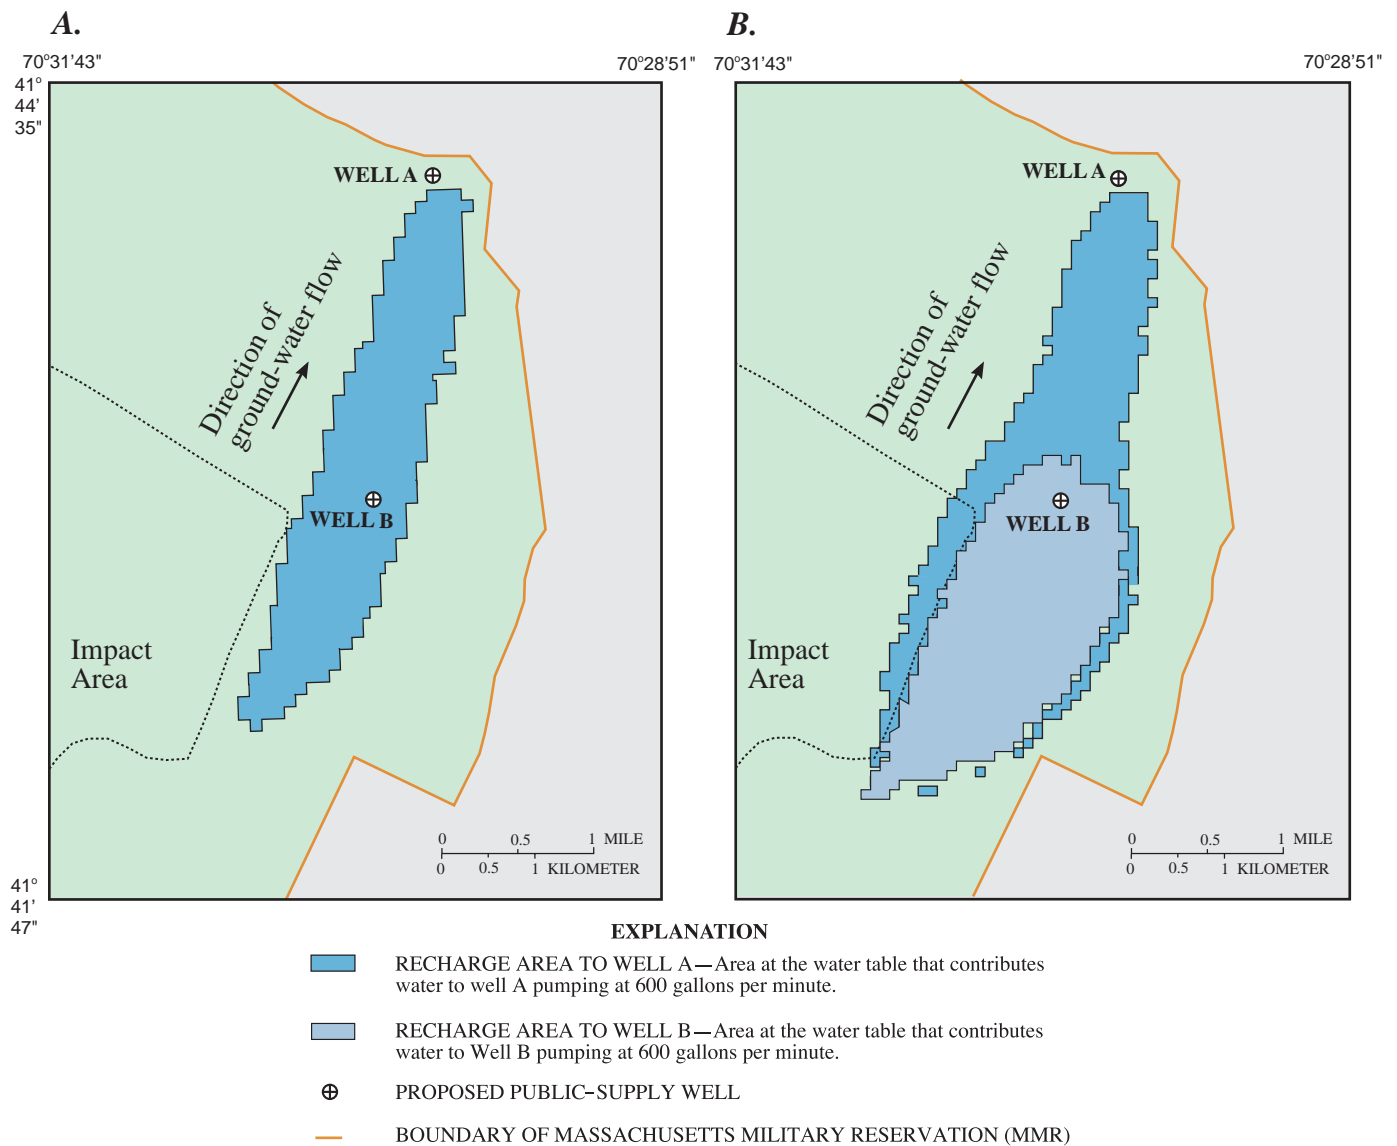 A.
B.
70°31'43"
70°28'51"
70°31'43"
70°28'51"
41°
44'
35"
WELL A
Direction of
ground-water flow
WELL B
Impact
Area
0 0.5 1 MILE
0 0.5 1 KILOMETER
41°
41'
47"
WELL A
Direction of
ground-water flow
WELL B
Impact
Area
0 0.5 1 MILE
0 0.5 1 KILOMETER
EXPLANATION
RECHARGE AREA TO WELL A—Area at the water table that contributes
water to well A pumping at 600 gallons per minute.
RECHARGE AREA TO WELL B—Area at the water table that contributes
water to Well B pumping at 600 gallons per minute.
PROPOSED PUBLIC-SUPPLY WELL
BOUNDARY OF MASSACHUSETTS MILITARY RESERVATION (MMR)